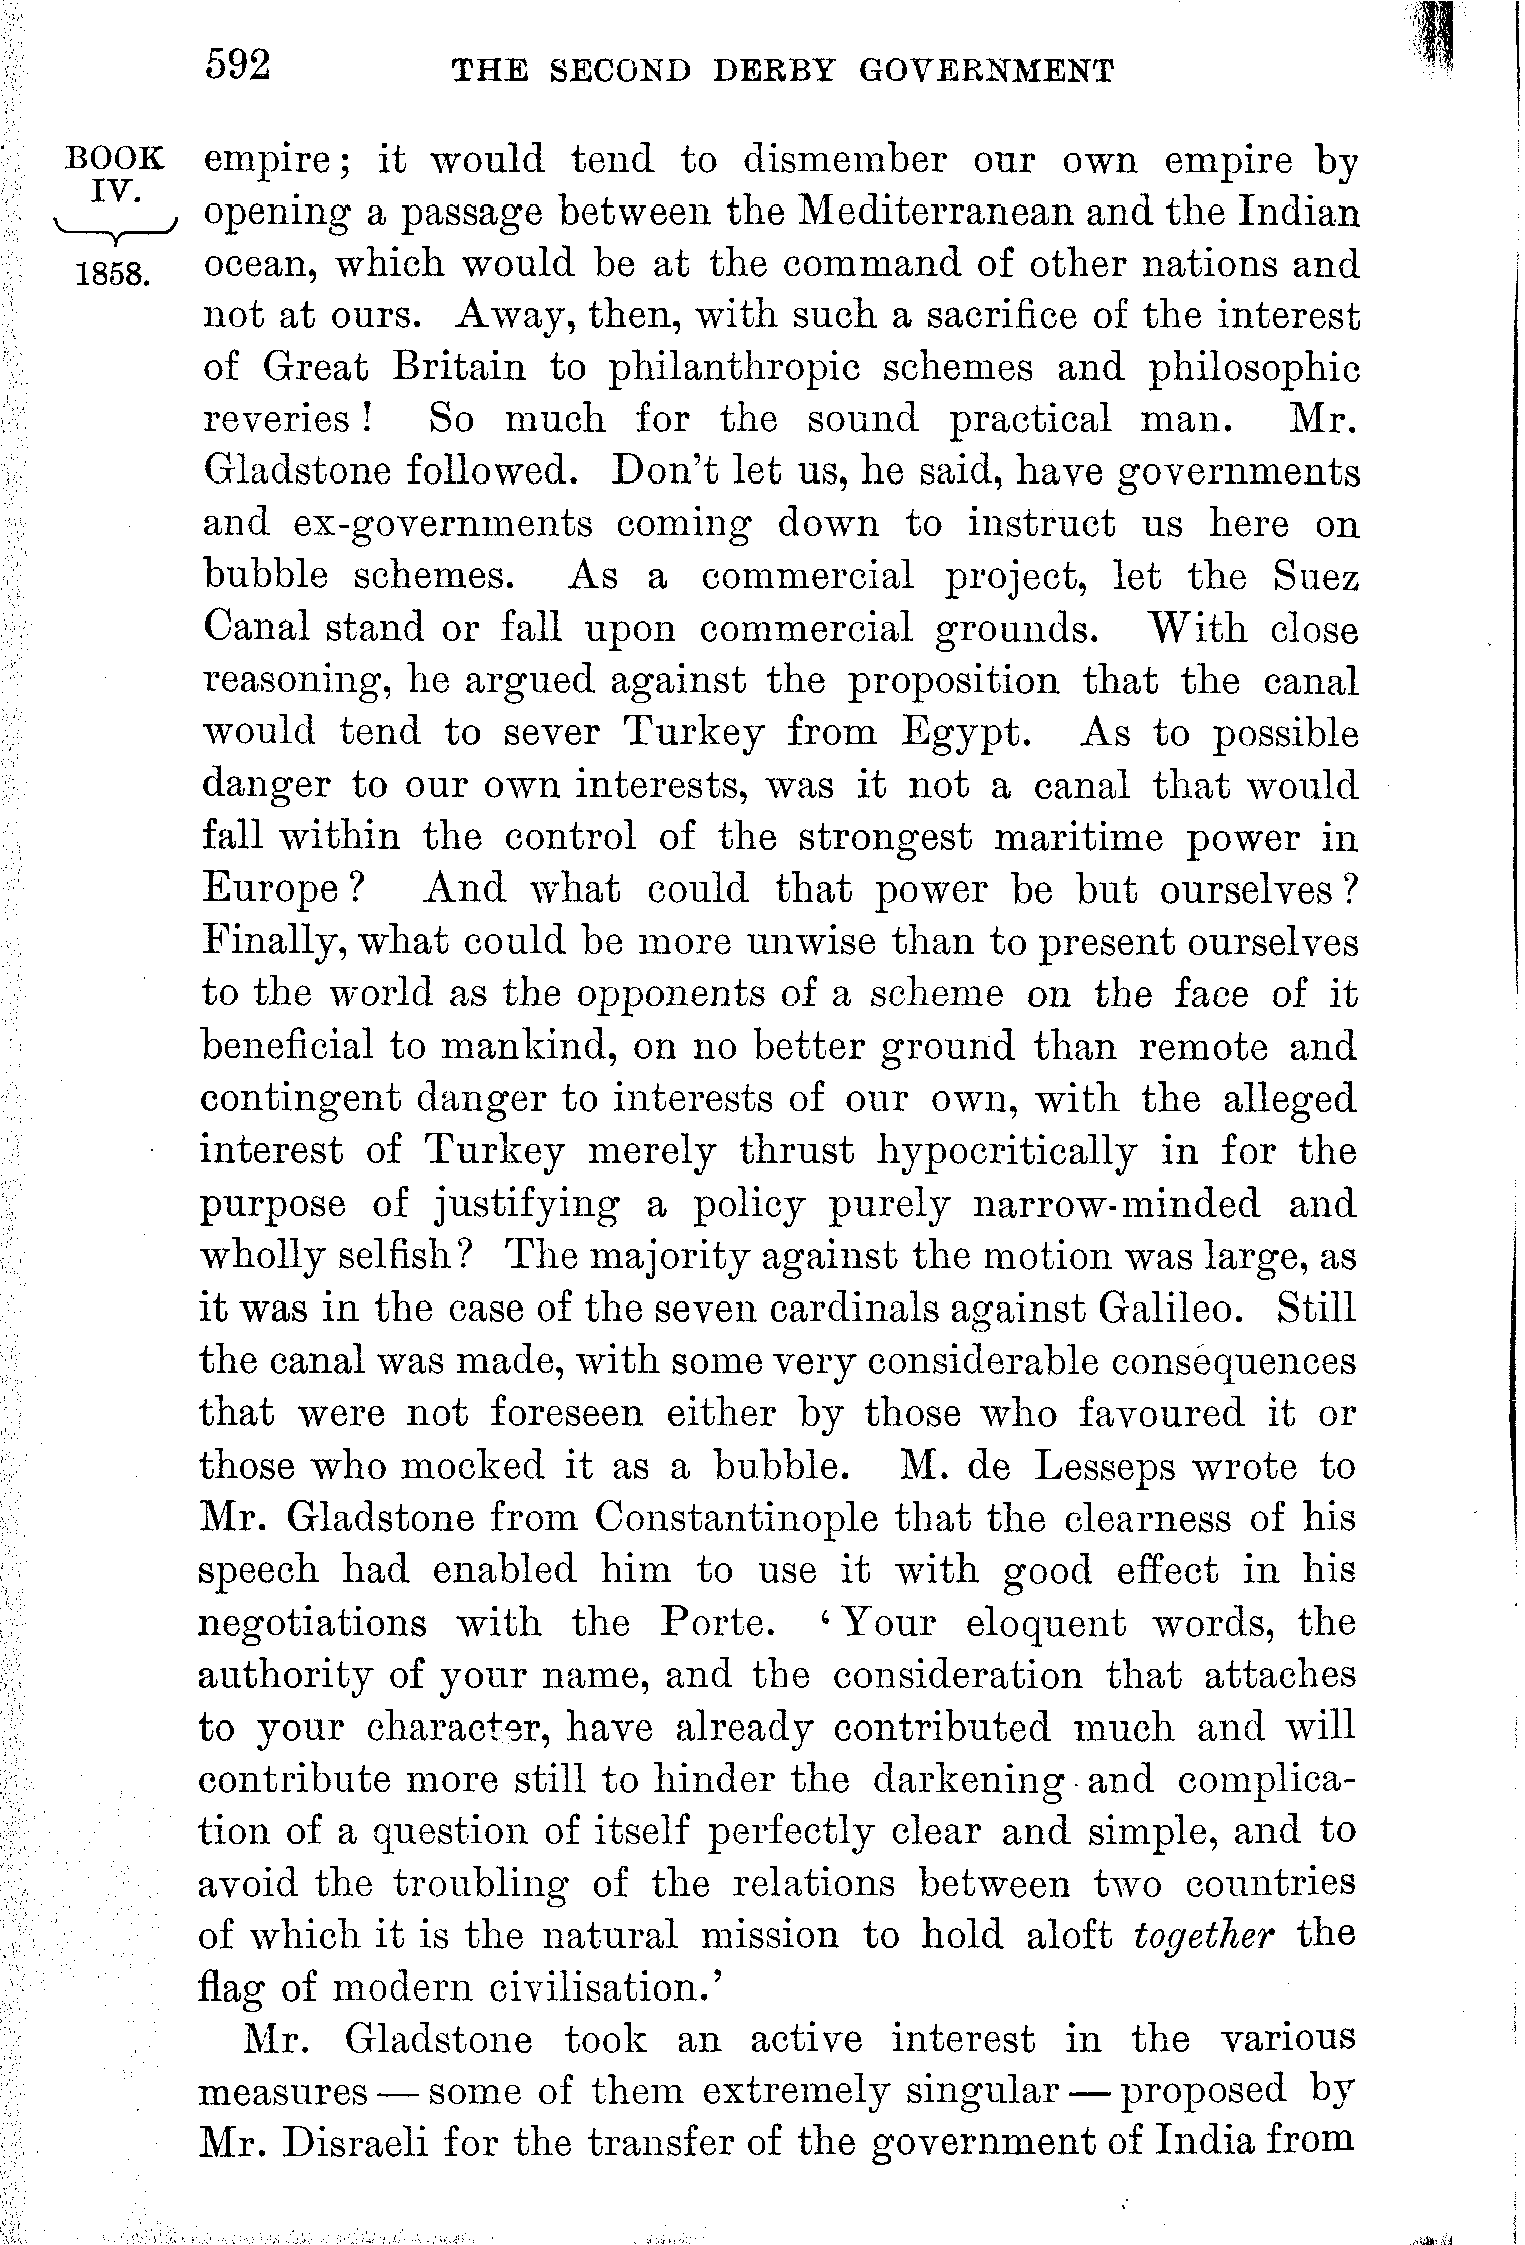 592 THE SECOND DERBY GOVERNMENT
BOOK
IV.
1858.
empire; it would tend to dismember our own empire by
opening a passage between the Mediterranean and the Indian
ocean, which would be at the command of other nations and
not at ours. Away, then, with such a sacrifice of the interest
of Great Britain to philanthropic schemes and philosophic
reveries! So much for the sound practical man. Mr.
Gladstone followed. Don't let us, he said, have governments
and ex-governments coming down to instruct us here on
bubble schemes. As a commercial project, let the Suez
Canal stand or fall upon commercial grounds. With close
reasoning, he argued against the proposition that the canal
would tend to sever Turkey from Egypt. As to possible
danger to our own interests, was it not a canal that would
fall within the control of the strongest maritime power in
Europe? And what could that power be but ourselves?
Finally, what could be more unwise than to present ourselves
to the world as the opponents of a scheme on the face of it
beneficial to mankind, on no better ground than remote and
contingent danger to interests of our own, with the alleged
interest of Turkey merely thrust hypocritically in for the
purpose of justifying a policy purely narrow-minded and
wholly selfish? The majority against the motion was large, as
it was in the case of the seven cardinals against Galileo. Still
the canal was made, with some very considerable consequences
that were not foreseen either by those who favoured it or
those who mocked it as a bubble. M. de Lesseps wrote to
Mr. Gladstone from Constantinople that the clearness of his
speech had enabled him to use it with good effect in his
negotiations with the Porte. 'Your eloquent words, the
authority of your name, and the consideration that attaches
to your character, have already contributed much and will
contribute more still to hinder the darkening and complica-
tion of a question of itself perfectly clear and simple, and to
avoid the troubling of the relations between two countries
of which it is the natural mission to hold aloft together the
flag of modern civilisation.'
Mr. Gladstone took an active interest in the various
measures — some of them extremely singular — proposed by
Mr. Disraeli for the transfer of the government of India from